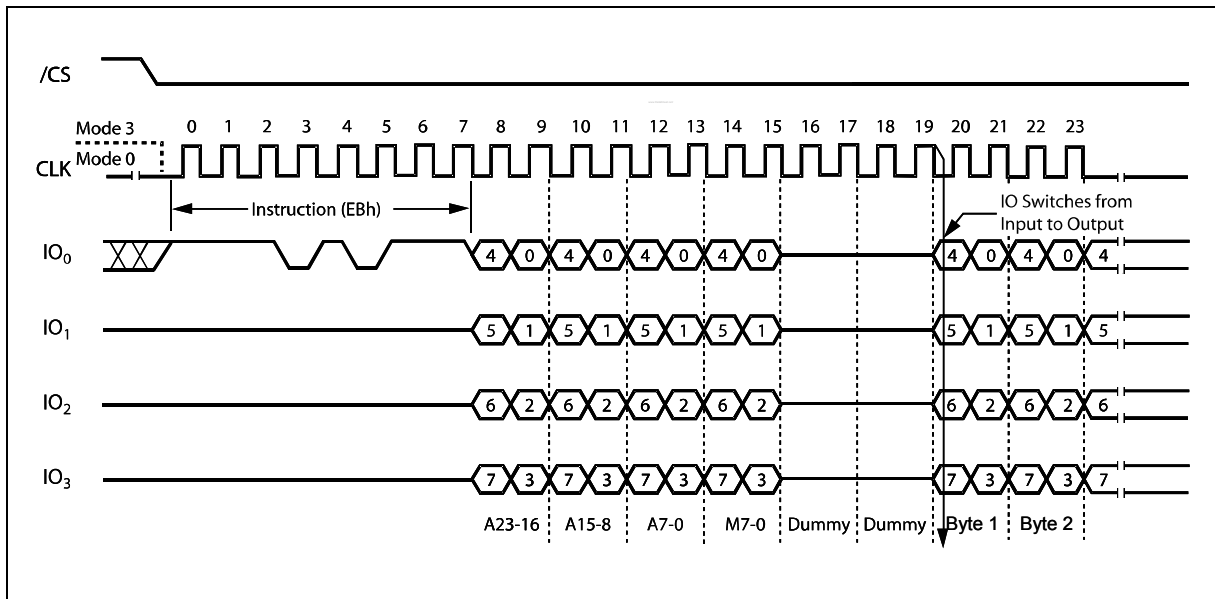 /CS
Mode 3
0 1 2 3 4 5 6 7 8 9 10 11 12 13 14 15 16 17 18 19 20 21 22 23
CLK
Mode 0
Instruction (EBh)
IO Switches from
Input to Output
IO0
4 0 4 0 4 0 4 0 4 0 4 0 4
IO1
5 1 5 1 5 1 5 1 5 1 5 1 5
IO2
6 2 6 2 6 2 6 2 6 2 6 2 6
IO3
7 3 7 3 7 3 7 3 7 3 7 3 7
A23-16 A15-8 A7-0 M7-0 Dummy Dummy Byte 1 Byte 2